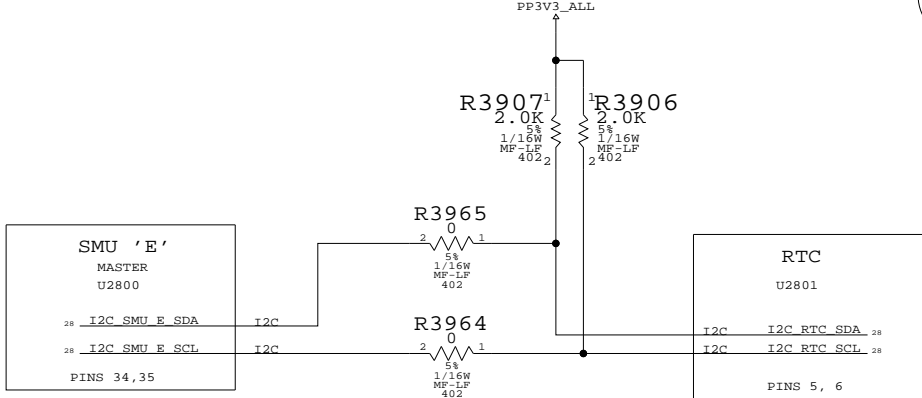 PP3V3_ALL
R3907 1
2.0K
5%
1/16W
MF-LF
402 2
1 R3906
2.0K
5%
1/16W
MF-LF
2 402
R3965
0
2 1
5%
1/16W
MF-LF
402
SMU 'E'
MASTER
U2800
28 I2C_SMU_E_SDA I2C
28 I2C_SMU_E_SCL I2C
PINS 34,35
R3964
0
2 1
5%
1/16W
MF-LF
402
RTC
U2801
I2C I2C_RTC_SDA 28
I2C I2C_RTC_SCL 28
PINS 5, 6